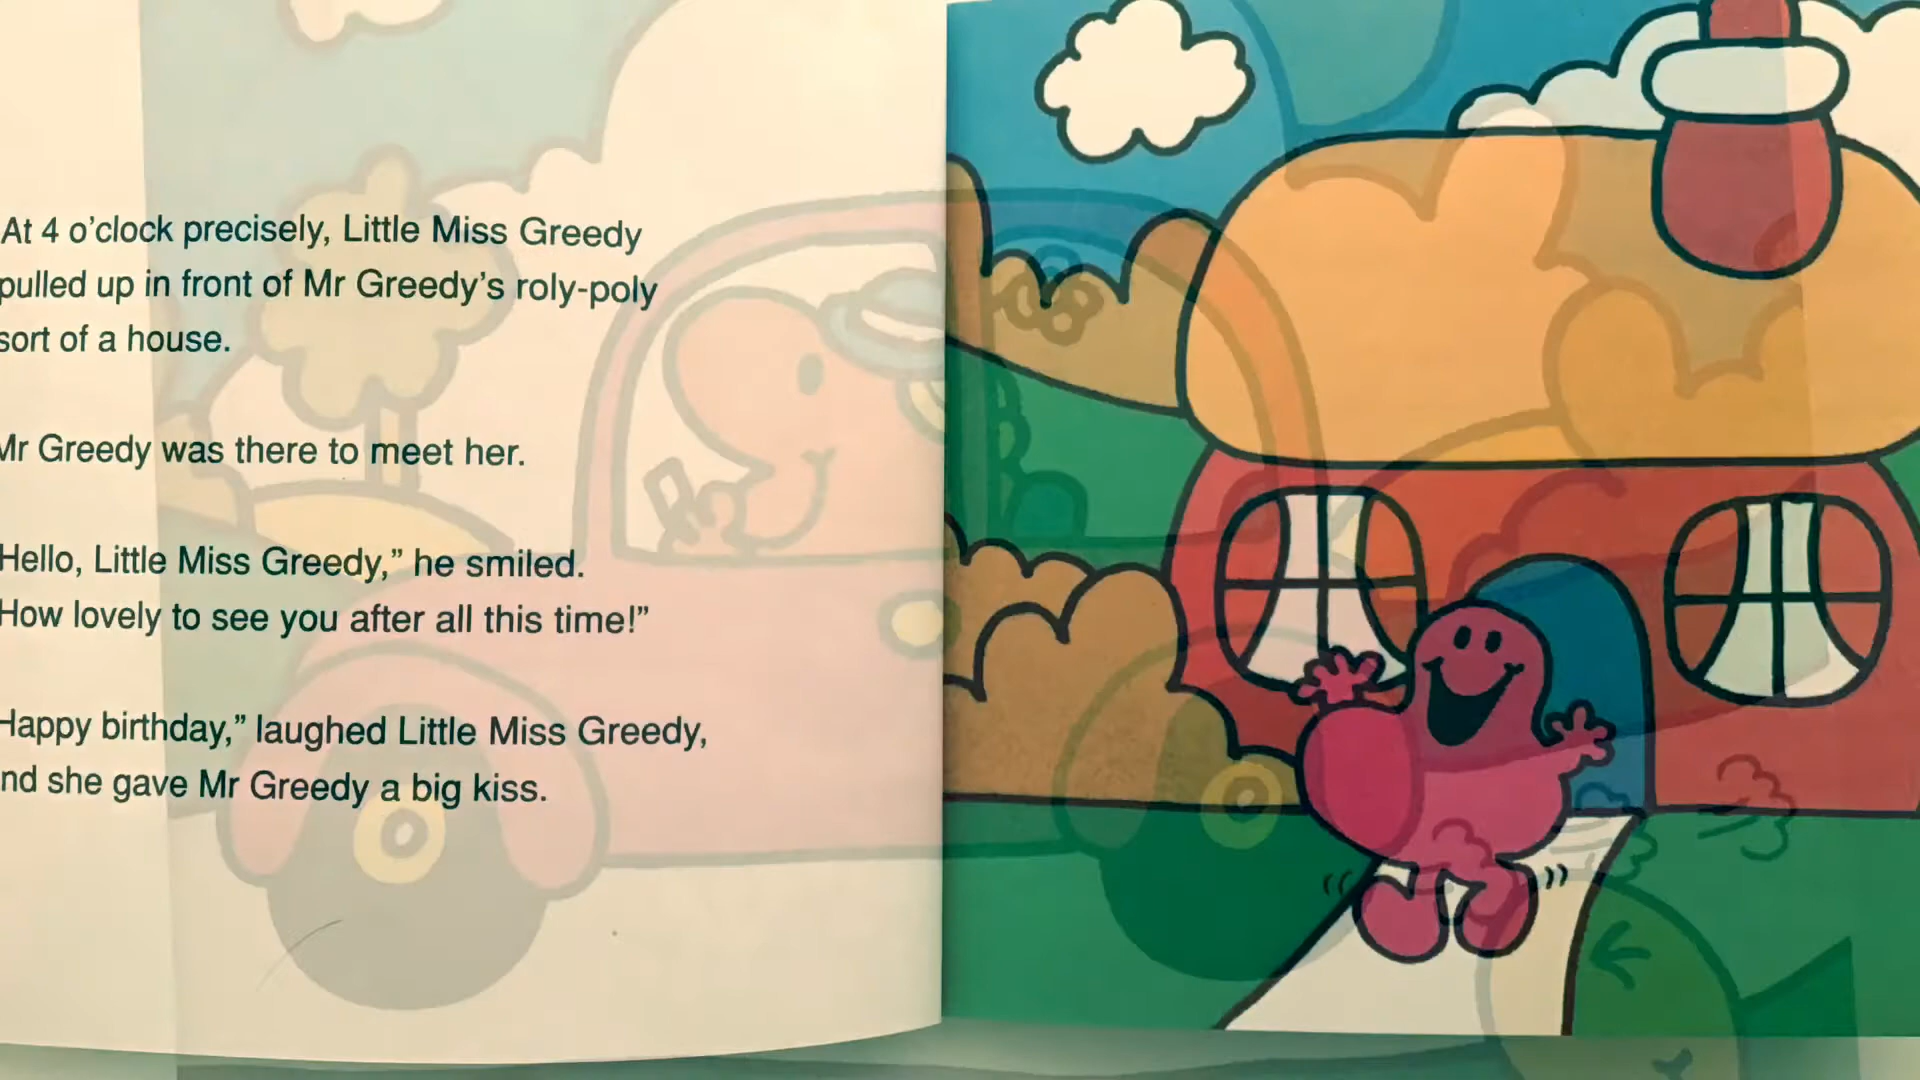 At 4 o'clock precisely, Little Miss Greedy
pulled up in front of Mr Greedy's roly-poly
sort of a house.
Mr Greedy was there to meet her.
Hello, Little Miss Greedy,” he smiled.
How lovely to see you after all this time!”
Happy birthday,” laughed Little Miss Greedy,
nd she gave Mr Greedy a big kiss.